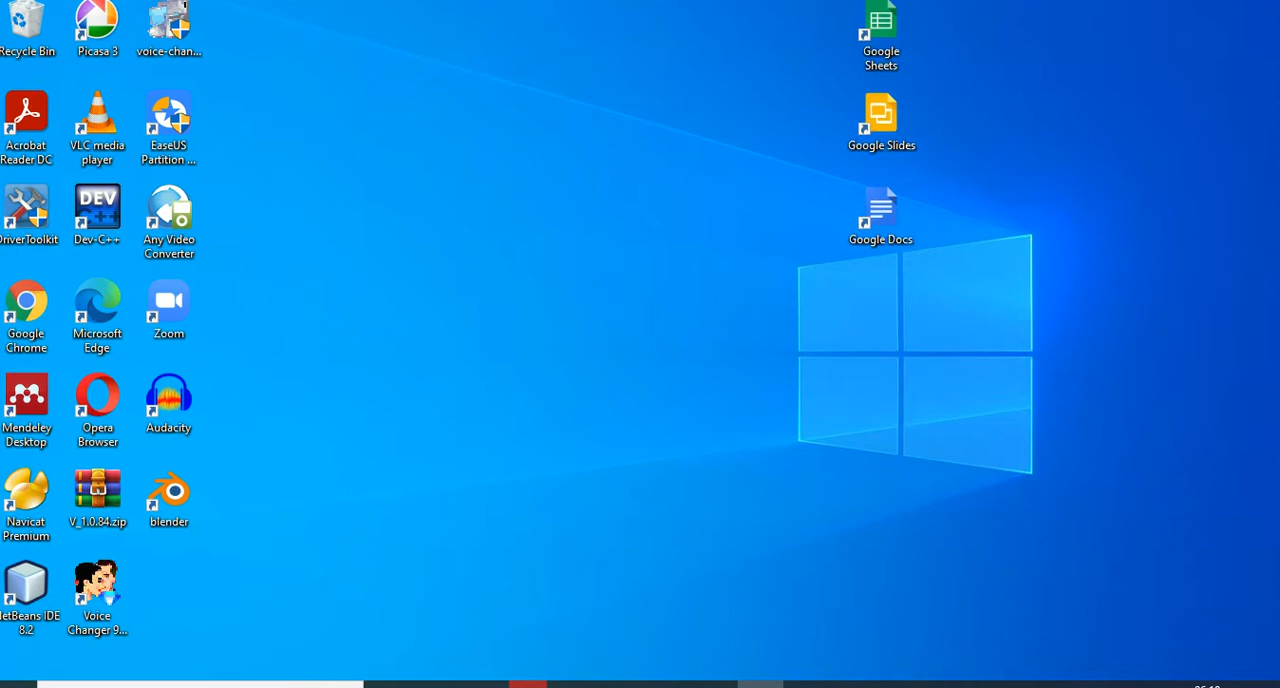 Recycle Bin
Picasa 3
voice-chan...
Acrobat
Reader DC
VLC media
player
EaseUS
Partition ...
DriverToolkit
DEV
C++
Dev-C++
Any Video
Converter
Google
Chrome
Microsoft
Edge
Zoom
Mendeley
Desktop
Opera
Browser
Audacity
Navicat
Premium
V_1.0.84.zip
blender
NetBeans IDE
8.2
Voice
Changer 9...
Google
Sheets
Google Slides
Google Docs